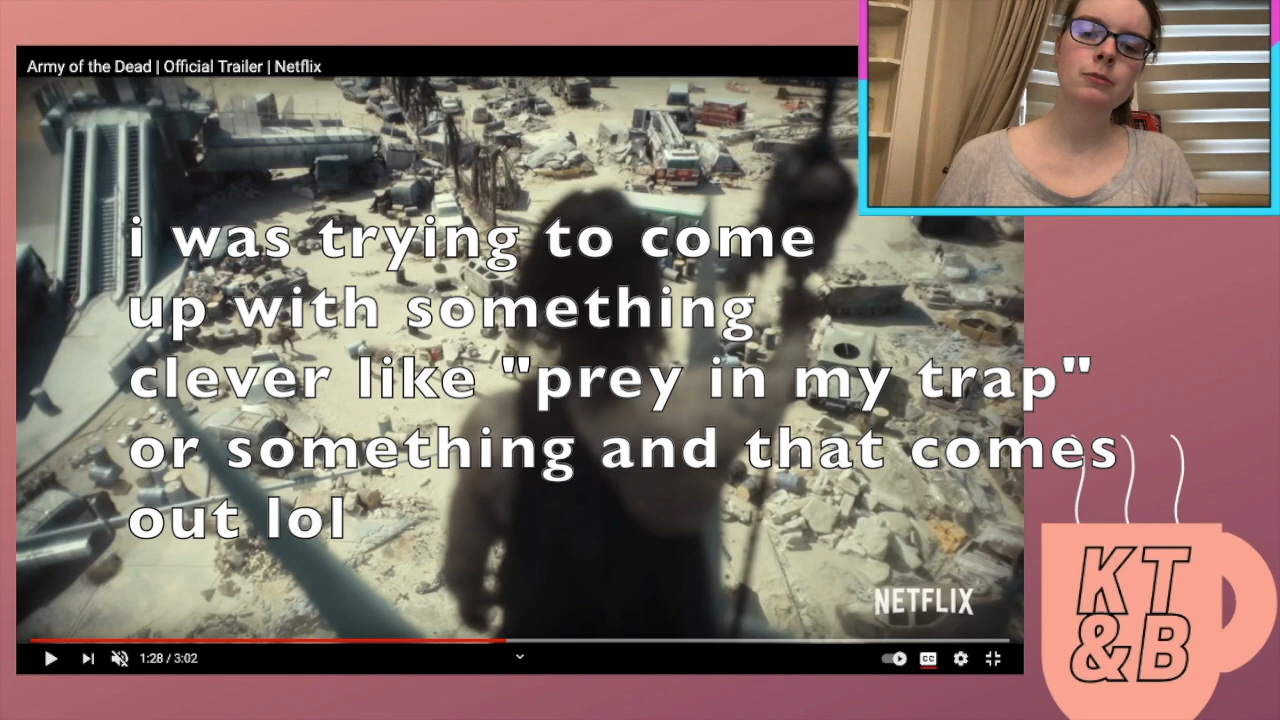 Army of the Dead | Official Trailer | Netflix
i was trying to come
up with something
clever like "prey in my trap"
or something and that comes
out lol
NETFLIX
1:28 / 3:02
CC
KT
&B